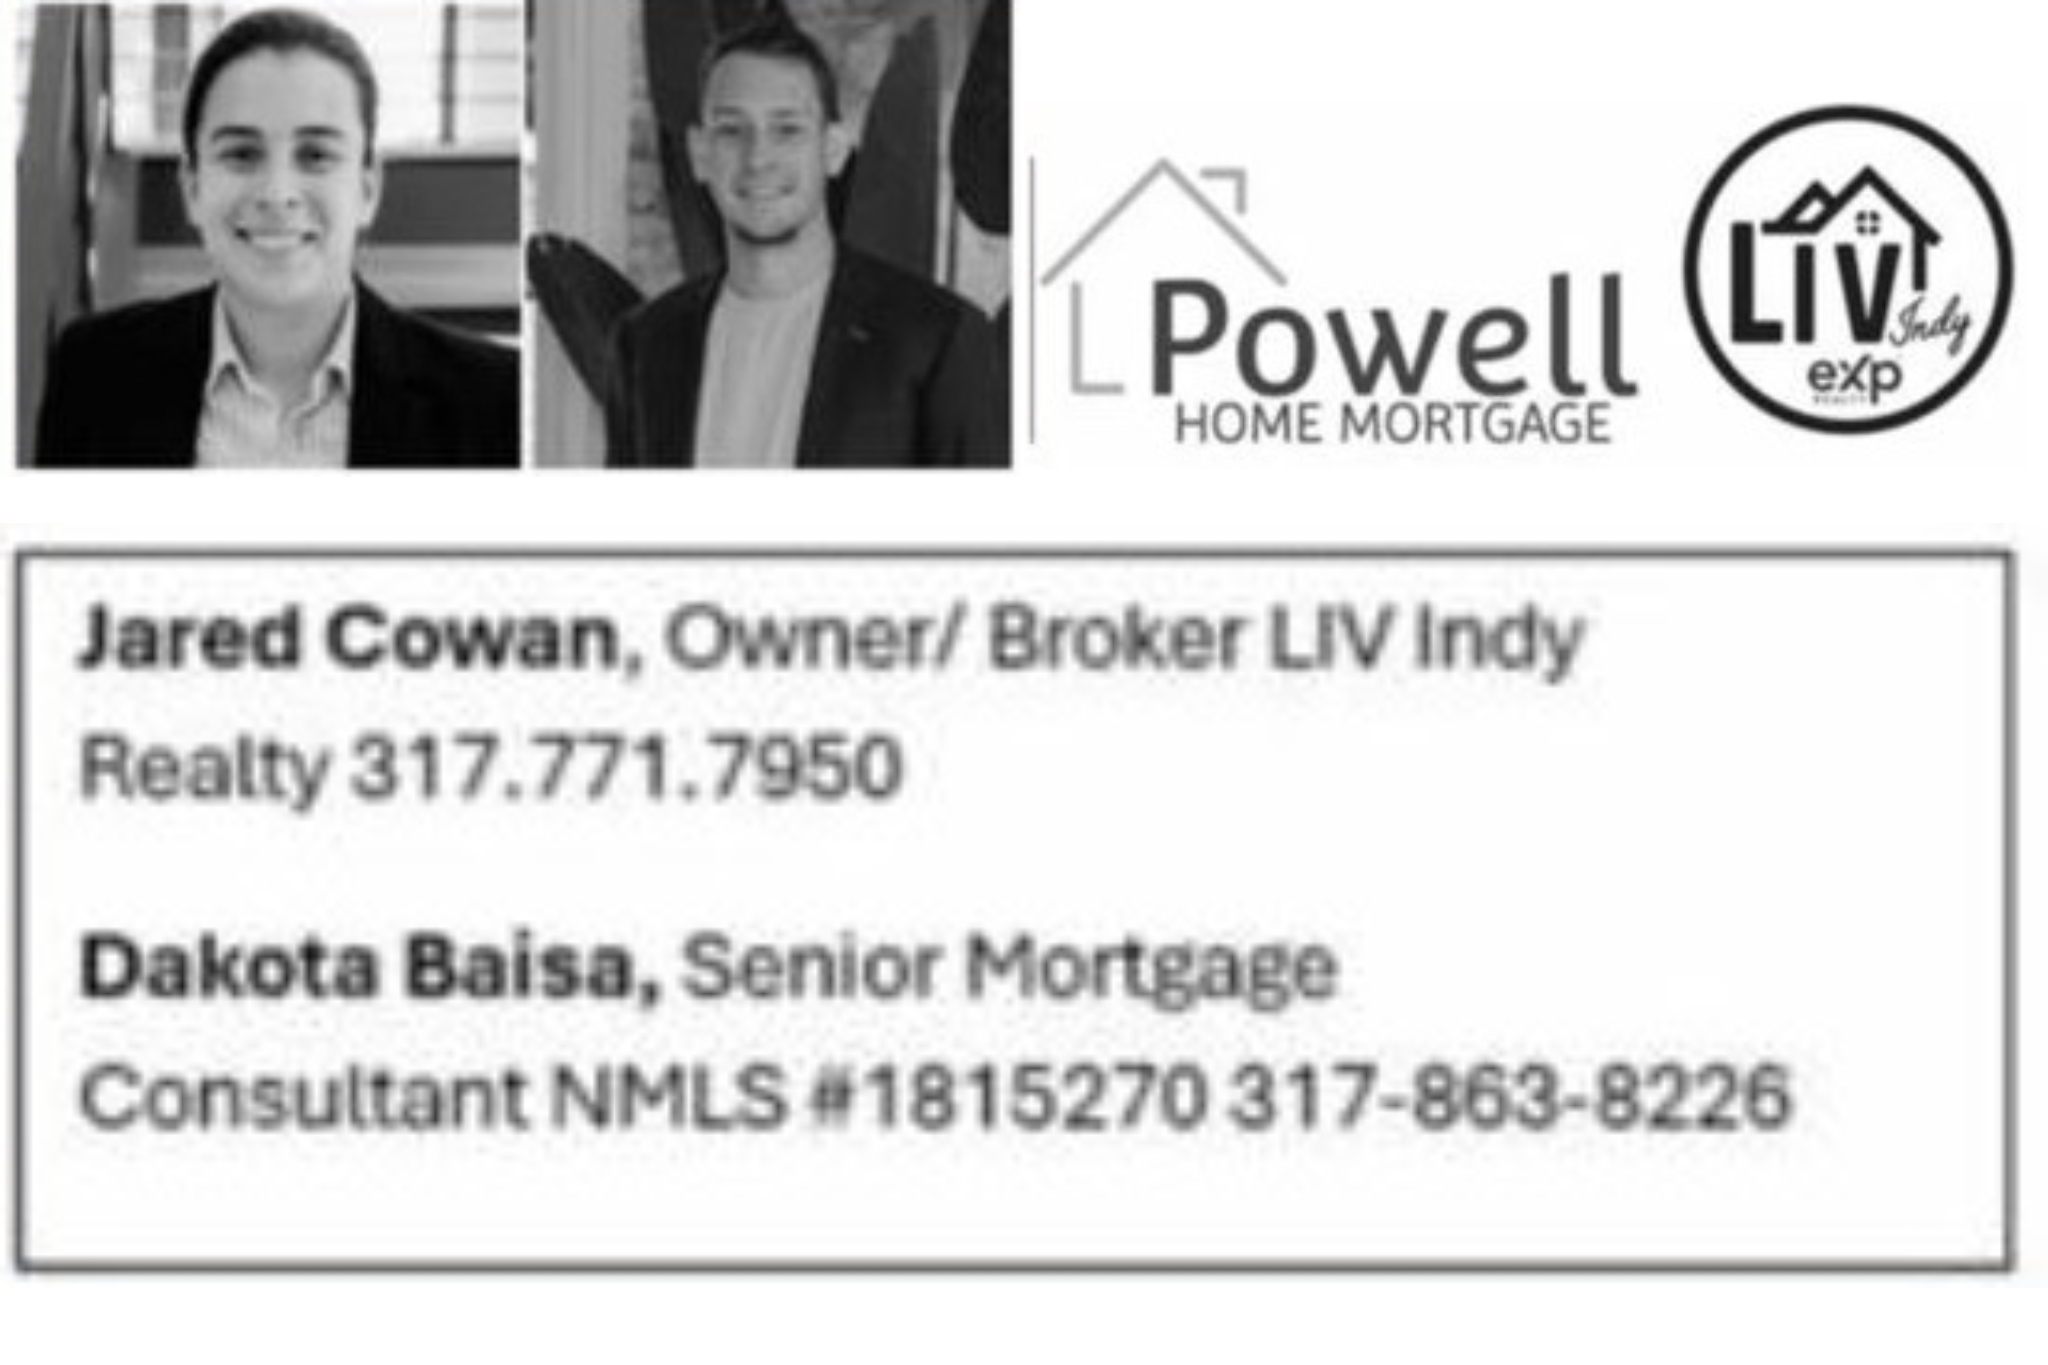 Powell
HOME MORTGAGE
LIV Indy
exp
REALTY
Jared Cowan, Owner/ Broker LIV Indy
Realty 317.771.7950
Dakota Baisa, Senior Mortgage
Consultant NMLS #1815270 317-863-8226